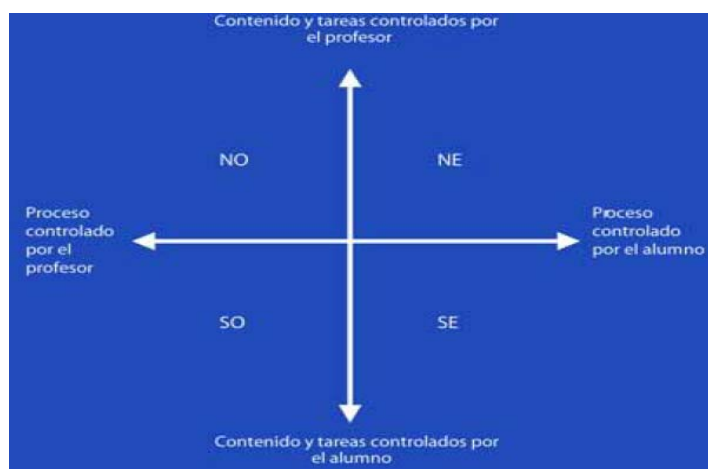 Contenido y tareas controlados por
el profesor
NO
NE
Proceso
controlado
por el
profesor
Proceso
controlado
por el alumno
SO
SE
Contenido y tareas controlados por
el alumno